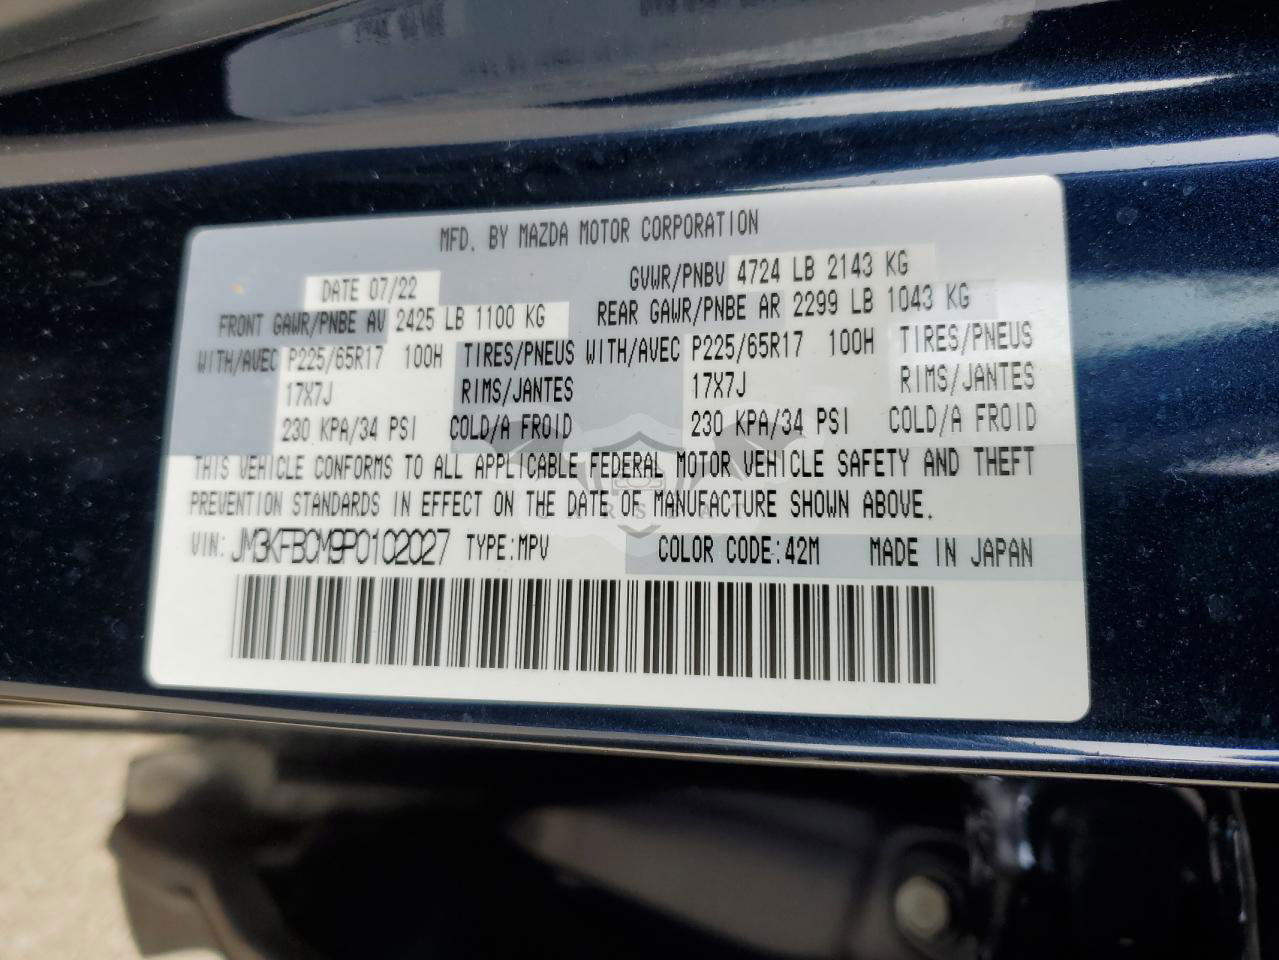 MFD. BY MAZDA MOTOR CORPORATION
DATE 07/22 GVWR/PNBV 4724 LB 2143 KG
FRONT GAWR/PNBE AV 2425 LB 1100 KG REAR GAWR/PNBE AR 2299 LB 1043 KG
WITH/AVEC P225/65R17 100H TIRES/PNEUS WITH/AVEC P225/65R17 100H TIRES/PNEUS
17X7J RIMS/JANTES 17X7J RIMS/JANTES
230 KPA/34 PSI COLD/A FROID 230 KPA/34 PSI COLD/A FROID
THIS VEHICLE CONFORMS TO ALL APPLICABLE FEDERAL MOTOR VEHICLE SAFETY AND THEFT
PREVENTION STANDARDS IN EFFECT ON THE DATE OF MANUFACTURE SHOWN ABOVE.
VIN: JM3KFBCM9P0102027 TYPE:MPV COLOR CODE:42M MADE IN JAPAN